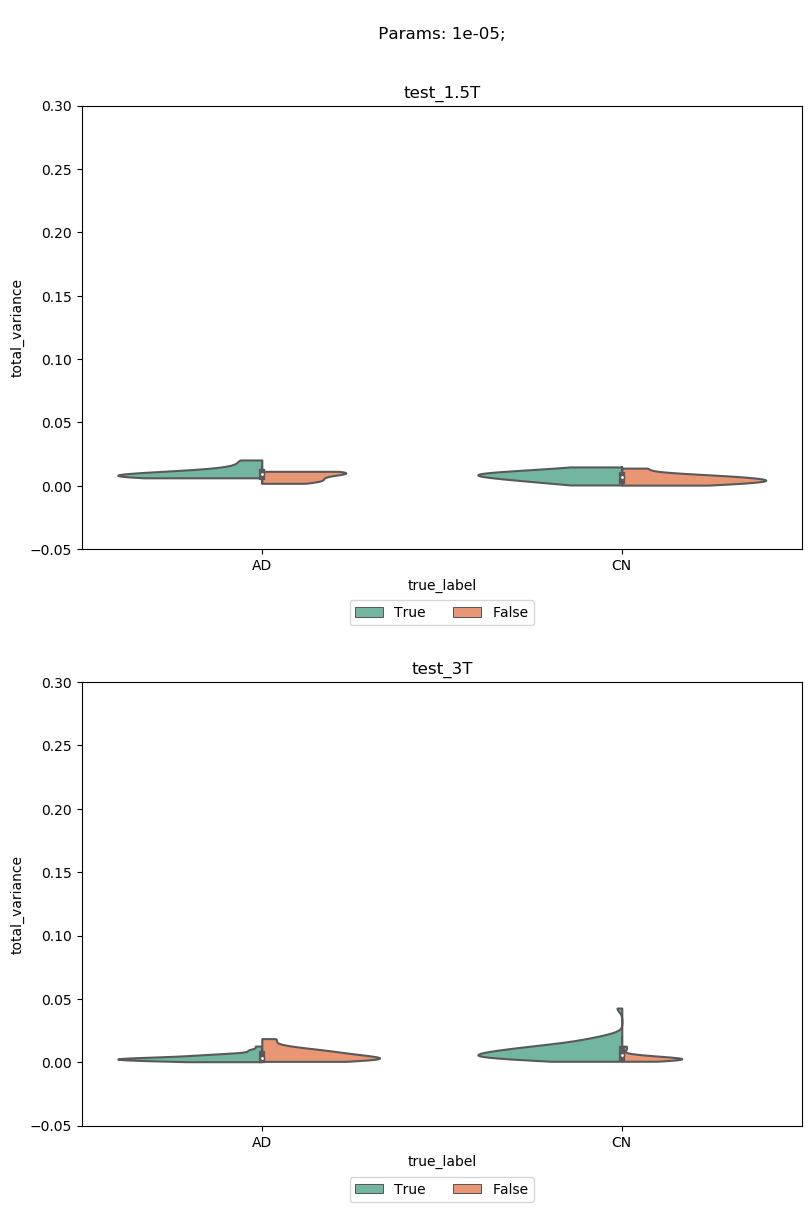 Params: 1e-05;
test_1.5T
0.30
0.25
0.20
0.15
0.10
0.05
0.00
−0.05
total_variance
AD CN
true_label
True False
test_3T
0.30
0.25
0.20
0.15
0.10
0.05
0.00
−0.05
total_variance
AD CN
true_label
True False